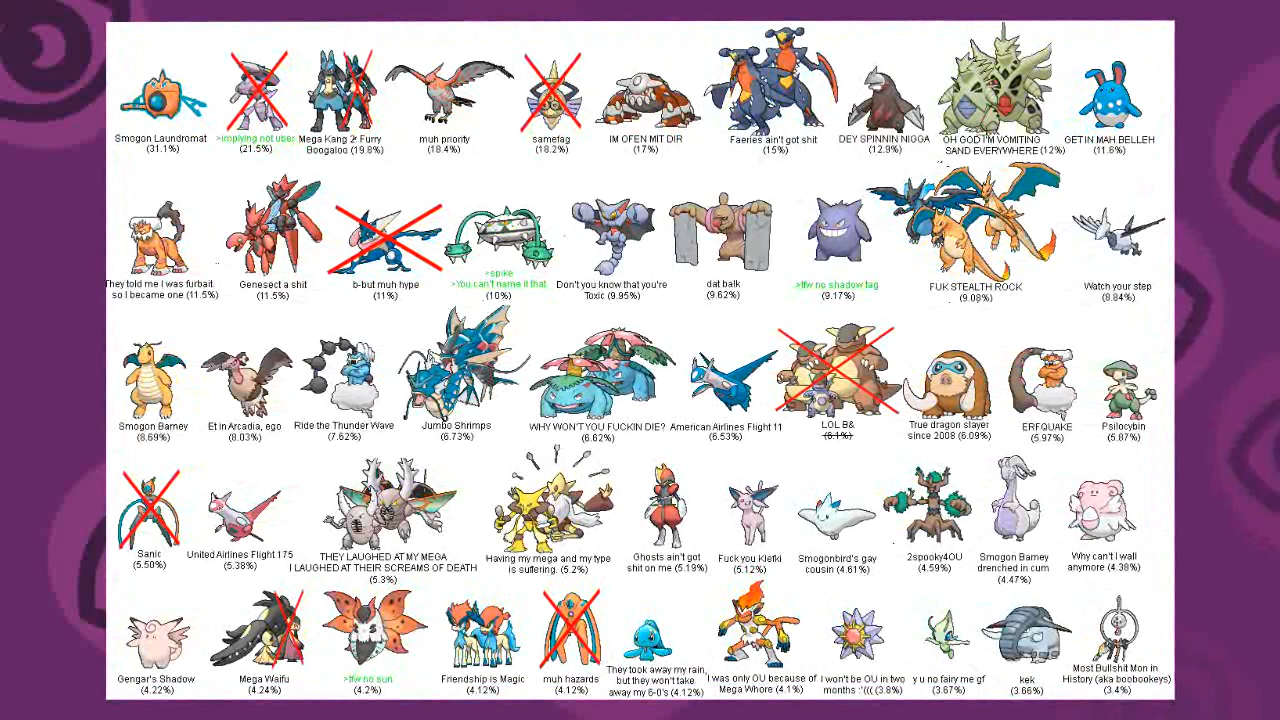 Smogon Laundromat
(31.1%)
>implying not uber
(21.5%)
Mega Kang 2: Furry
Boogaloo (19.8%)
muh priority
(18.4%)
samefag
(18.2%)
IM OFEN MIT DIR
(17%)
Faeries ain't got shit
(15%)
DEY SPINNIN NIGGA
(12.9%)
OH GOD I'M VOMITING
SAND EVERYWHERE (12%)
GET IN MAH BELLEH
(11.6%)
They told me I was furbait.
so I became one (11.5%)
Genesect a shit
(11.5%)
b-but muh hype
(11%)
>spike
>You can't name it that
(10%)
Don't you know that you're
Toxic (9.95%)
dat balk
(9.62%)
>tfw no shadow tag
(9.17%)
FUK STEALTH ROCK
(9.08%)
Watch your step
(8.84%)
Smogon Barney
(8.69%)
Et in Arcadia, ego
(8.03%)
Ride the Thunder Wave
(7.62%)
Jumbo Shrimps
(6.73%)
WHY WON'T YOU FUCKIN DIE?
(6.62%)
American Airlines Flight 11
(6.53%)
LOL B&
(6.1%)
True dragon slayer
since 2008 (6.09%)
ERFQUAKE
(5.97%)
Psilocybin
(5.87%)
Sanic
(5.50%)
United Airlines Flight 175
(5.38%)
THEY LAUGHED AT MY MEGA
I LAUGHED AT THEIR SCREAMS OF DEATH
(5.3%)
Having my mega and my type
is suffering. (5.2%)
Ghosts ain't got
shit on me (5.19%)
Fuck you Klefki
(5.12%)
Smogonbird's gay
cousin (4.61%)
2spooky4OU
(4.59%)
Smogon Barney
drenched in cum
(4.47%)
Why can't I wall
anymore (4.38%)
Gengar's Shadow
(4.22%)
Mega Waifu
(4.24%)
>tfw no sun
(4.2%)
Friendship is Magic
(4.12%)
muh hazards
(4.12%)
They took away my rain,
but they won't take
away my 6-0's (4.12%)
I was only OU because of
Mega Whore (4.1%)
I won't be OU in two
months :'((( (3.8%)
y u no fairy me gf
(3.67%)
kek
(3.66%)
Most Bullshit Mon in
History (aka boobookeys)
(3.4%)